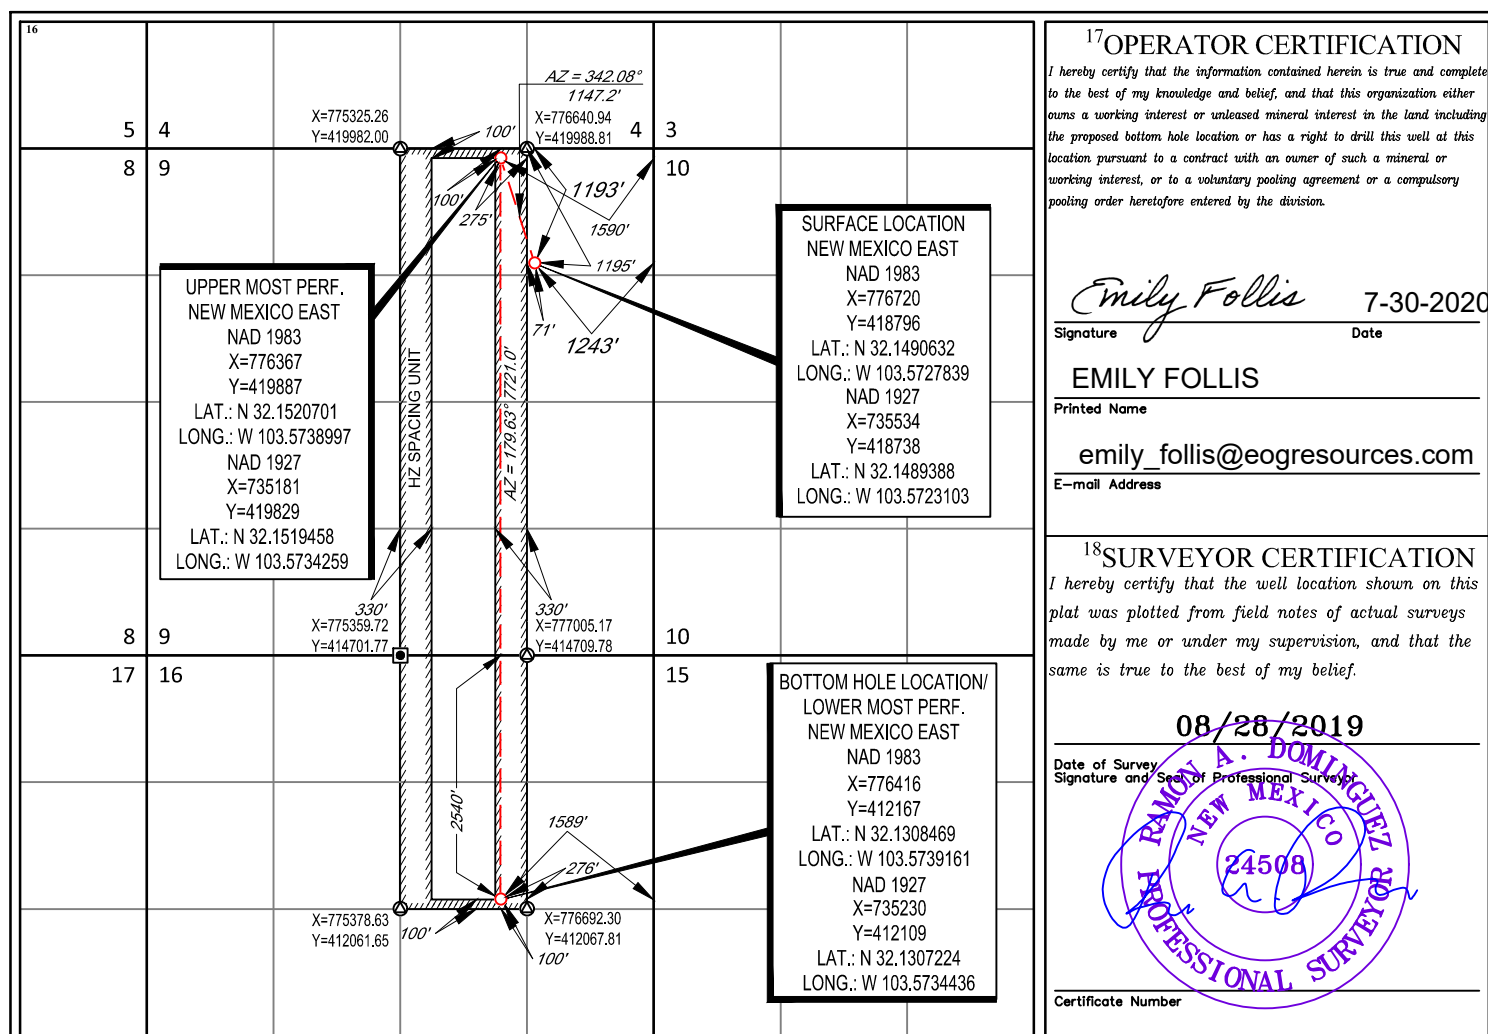 16
AZ = 342.08°
1147.2'
X=775325.26
Y=419982.00
X=776640.94
Y=419988.81
5 4
4 3
8 9
10
100'
100'
275'
1193'
1590'
1195'
71'
1243'
UPPER MOST PERF.
NEW MEXICO EAST
NAD 1983
X=776367
Y=419887
LAT.: N 32.1520701
LONG.: W 103.5738997
NAD 1927
X=735181
Y=419829
LAT.: N 32.1519458
LONG.: W 103.5734259
SURFACE LOCATION
NEW MEXICO EAST
NAD 1983
X=776720
Y=418796
LAT.: N 32.1490632
LONG.: W 103.5727839
NAD 1927
X=735534
Y=418738
LAT.: N 32.1489388
LONG.: W 103.5723103
HZ SPACING UNIT
AZ = 179.63° 7721.0'
330'
330'
X=775359.72
Y=414701.77
X=777005.17
Y=414709.78
8 9
10
17 16
15
2540'
1589'
276'
BOTTOM HOLE LOCATION/
LOWER MOST PERF.
NEW MEXICO EAST
NAD 1983
X=776416
Y=412167
LAT.: N 32.1308469
LONG.: W 103.5739161
NAD 1927
X=735230
Y=412109
LAT.: N 32.1307224
LONG.: W 103.5734436
X=775378.63
Y=412061.65
100'
X=776692.30
Y=412067.81
100'
17OPERATOR CERTIFICATION
I hereby certify that the information contained herein is true and complete
to the best of my knowledge and belief, and that this organization either
owns a working interest or unleased mineral interest in the land including
the proposed bottom hole location or has a right to drill this well at this
location pursuant to a contract with an owner of such a mineral or
working interest, or to a voluntary pooling agreement or a compulsory
pooling order heretofore entered by the division.
Emily Follis 7-30-2020
Signature Date
EMILY FOLLIS
Printed Name
emily_follis@eogresources.com
E-mail Address
18SURVEYOR CERTIFICATION
I hereby certify that the well location shown on this
plat was plotted from field notes of actual surveys
made by me or under my supervision, and that the
same is true to the best of my belief.
08/28/2019
Date of Survey
Signature and Seal of Professional Surveyor
RAMON A. DOMINGUEZ
NEW MEXICO
24508
PROFESSIONAL SURVEYOR
Certificate Number